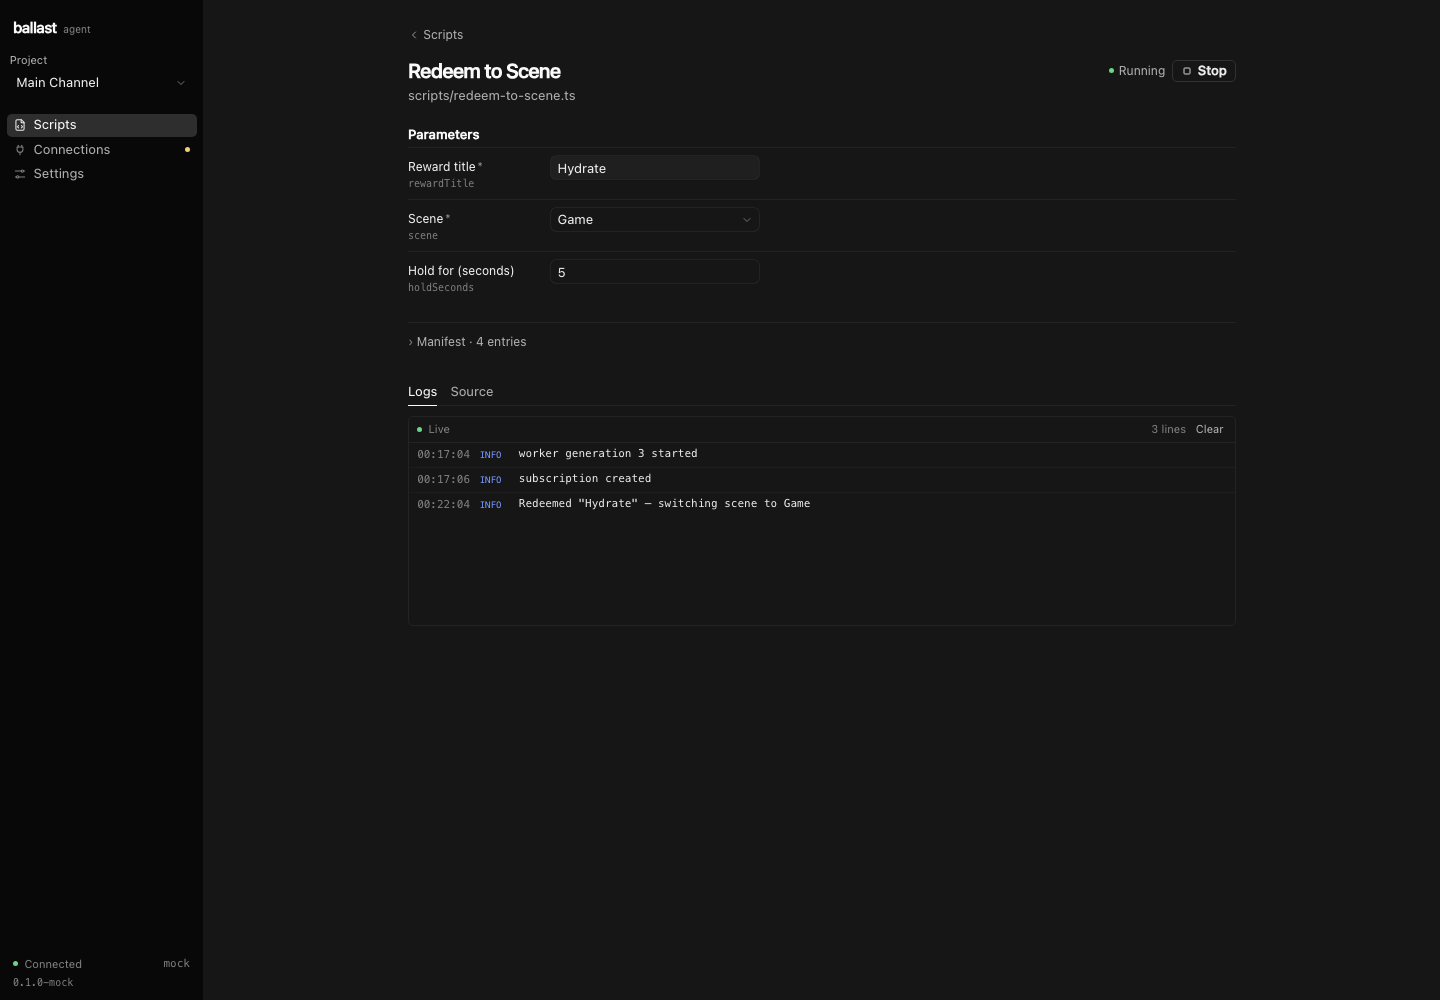 ballast agent
Project
Main Channel
Scripts
Connections
Settings
Connected mock
0.1.0-mock
Scripts
Redeem to Scene
Running Stop
scripts/redeem-to-scene.ts
Parameters
Reward title * Hydrate
rewardTitle
Scene * Game
scene
Hold for (seconds) 5
holdSeconds
› Manifest · 4 entries
Logs Source
Live 3 lines Clear
00:17:04 INFO worker generation 3 started
00:17:06 INFO subscription created
00:22:04 INFO Redeemed "Hydrate" — switching scene to Game